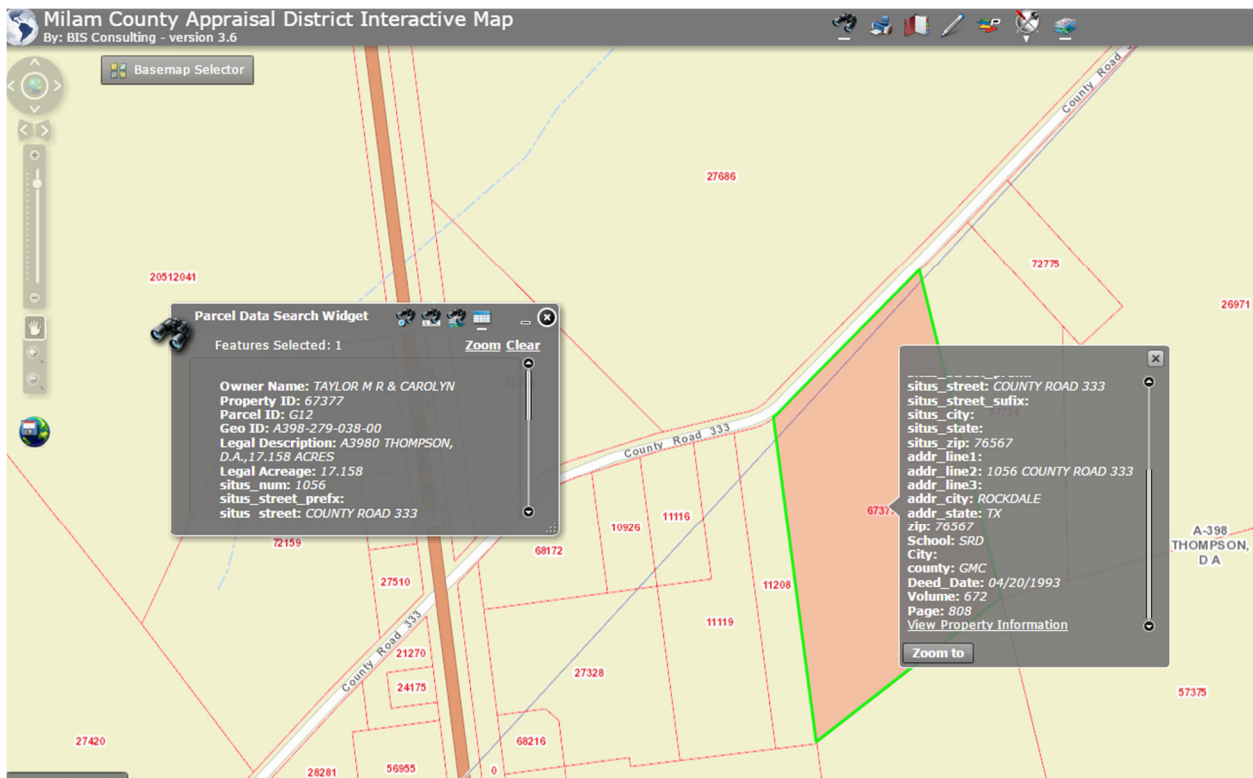 Milam County Appraisal District Interactive Map
By: BIS Consulting - version 3.6
Basemap Selector
County Road
27686
72775
20512041
26971
Parcel Data Search Widget
Features Selected: 1
Zoom Clear
Owner Name: TAYLOR M R & CAROLYN
Property ID: 67377
Parcel ID: G12
Geo ID: A398-279-038-00
Legal Description: A3980 THOMPSON,
D.A.,17.158 ACRES
Legal Acreage: 17.158
situs_num: 1056
situs_street_prefx:
situs_street: COUNTY ROAD 333
situs_street: COUNTY ROAD 333
situs_street_sufix:
situs_city:
situs_state:
situs_zip: 76567
addr_line1:
addr_line2: 1056 COUNTY ROAD 333
addr_line3:
addr_city: ROCKDALE
addr_state: TX
zip: 76567
School: SRD
City:
county: GMC
Deed_Date: 04/20/1993
Volume: 672
Page: 808
View Property Information
Zoom to
County Road 333
6737
A-398
THOMPSON,
D A
10926
11116
72159
68172
27510
11208
11119
County Road 333
21270
24175
27328
57375
27420
68216
28281
56955
0